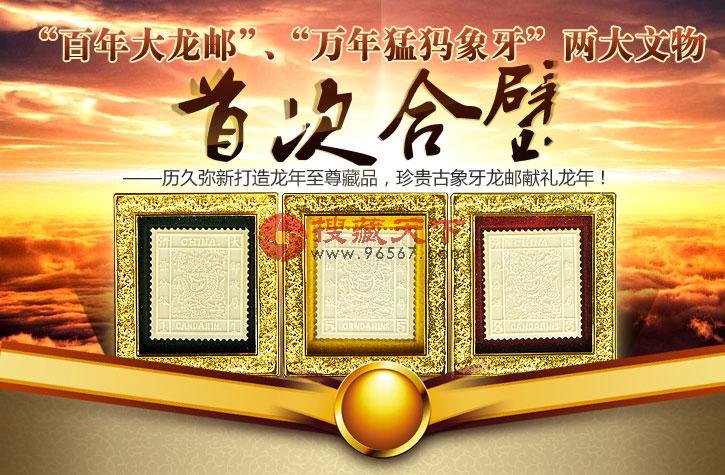 “百年大龙邮”、“万年猛犸象牙”两大文物
首次合璧
——历久弥新打造龙年至尊藏品，珍贵古象牙龙邮献礼龙年！
搜藏天下
www.96567.com
CHINA
CANDARIN
1 1
CHINA
CANDARINS
5 5
CHINA
CANDARINS
3 3